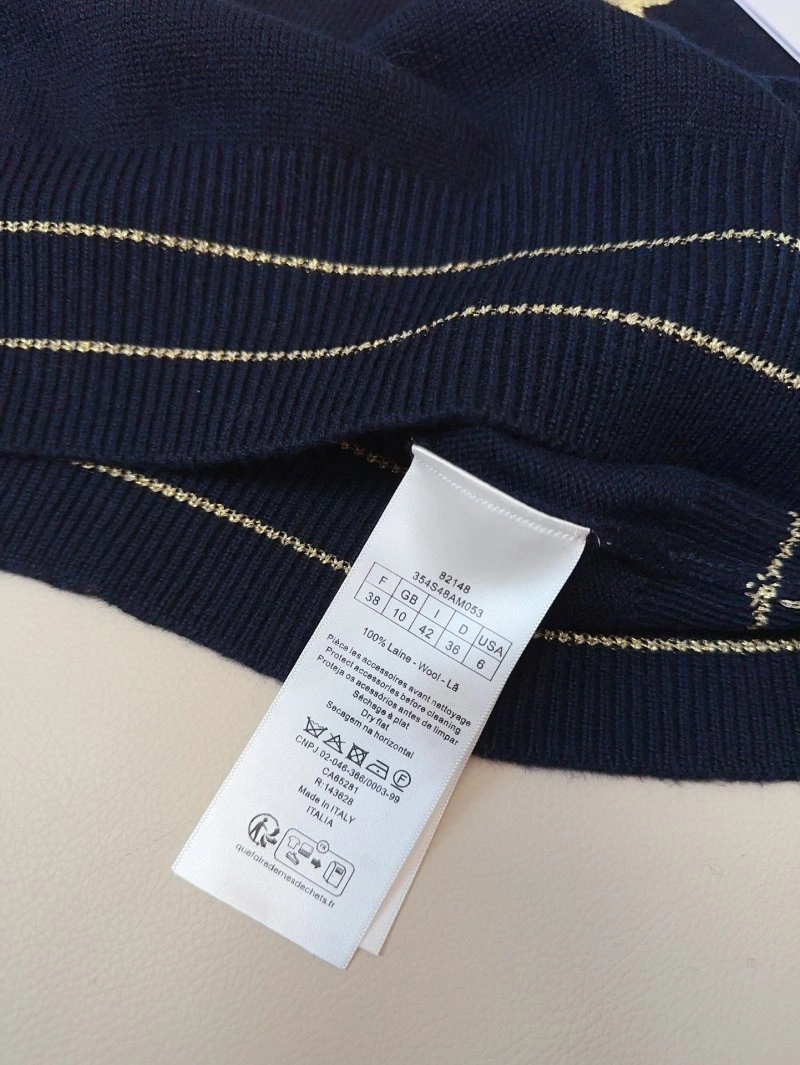 82148
354S48AM053
F GB I D USA
38 10 42 36 6
100% Laine - Wool - Lã
Pièce les accessoires avant nettoyage
Protect accessories before cleaning
Proteja os acessórios antes de limpar
Séchage à plat
Dry flat
Secagem na horizontal
CNPJ.02-046-366/0003-99
CA65281
R:143628
Made in ITALY
ITALIA
FR
quefairedemesdechets.fr